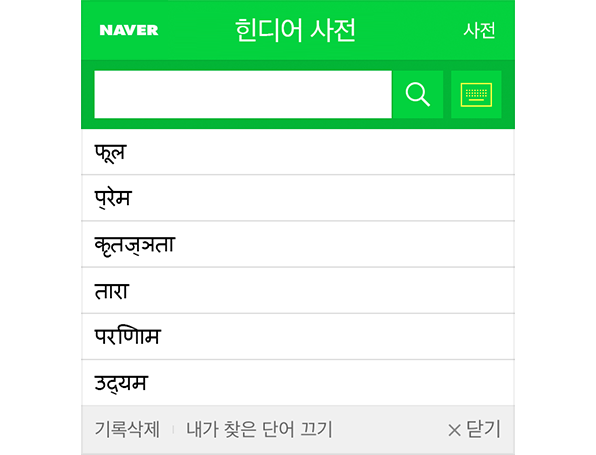 NAVER 힌디어 사전 사전
फूल
प्‌रेम
कृतज्‌ञता
तारा
परणिाम
उद्‌यम
기록삭제 내가 찾은 단어 끄기 × 닫기